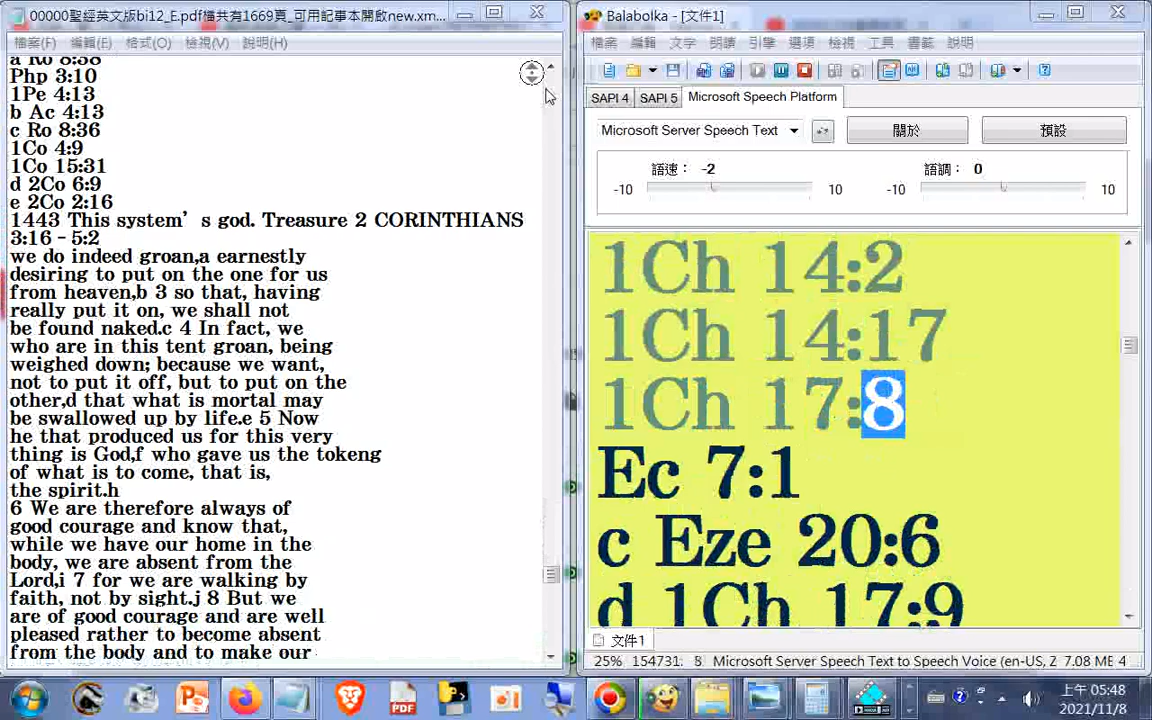 00000聖經英文版bi12_E.pdf檔共有1669頁_可用記事本開啟new.xm...
檔案(F) 編輯(E) 格式(O) 檢視(V) 說明(H)
a Ro 8:38
Php 3:10
1Pe 4:13
b Ac 4:13
c Ro 8:36
1Co 4:9
1Co 15:31
d 2Co 6:9
e 2Co 2:16
1443 This system’s god. Treasure 2 CORINTHIANS
3:16–5:2
we do indeed groan,a earnestly
desiring to put on the one for us
from heaven,b 3 so that, having
really put it on, we shall not
be found naked.c 4 In fact, we
who are in this tent groan, being
weighed down; because we want,
not to put it off, but to put on the
other,d that what is mortal may
be swallowed up by life.e 5 Now
he that produced us for this very
thing is God,f who gave us the tokeng
of what is to come, that is,
the spirit.h
6 We are therefore always of
good courage and know that,
while we have our home in the
body, we are absent from the
Lord,i 7 for we are walking by
faith, not by sight.j 8 But we
are of good courage and are well
pleased rather to become absent
from the body and to make our
Balabolka - [文件1]
檔案 編輯 文字 朗讀 引擎 選項 檢視 工具 書籤 說明
SAPI 4 SAPI 5 Microsoft Speech Platform
Microsoft Server Speech Text 關於 預設
語速： -2 語調： 0
-10 10 -10 10
1Ch 14:2
1Ch 14:17
1Ch 17:8
Ec 7:1
c Eze 20:6
d 1Ch 17:9
文件1
25% 154731. 8 Microsoft Server Speech Text to Speech Voice (en-US, Z 7.08 ME 4
PDF
上午 05:48
2021/11/8